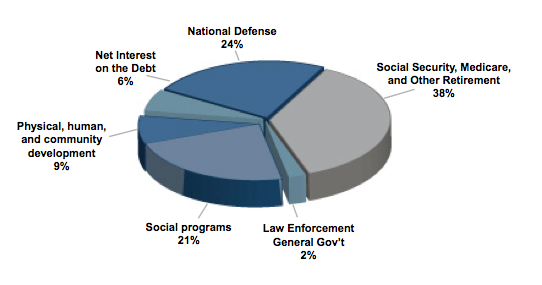 National Defense
24%
Net Interest
on the Debt
6%
Social Security, Medicare,
and Other Retirement
38%
Physical, human,
and community
development
9%
Social programs
21%
Law Enforcement
General Gov't
2%